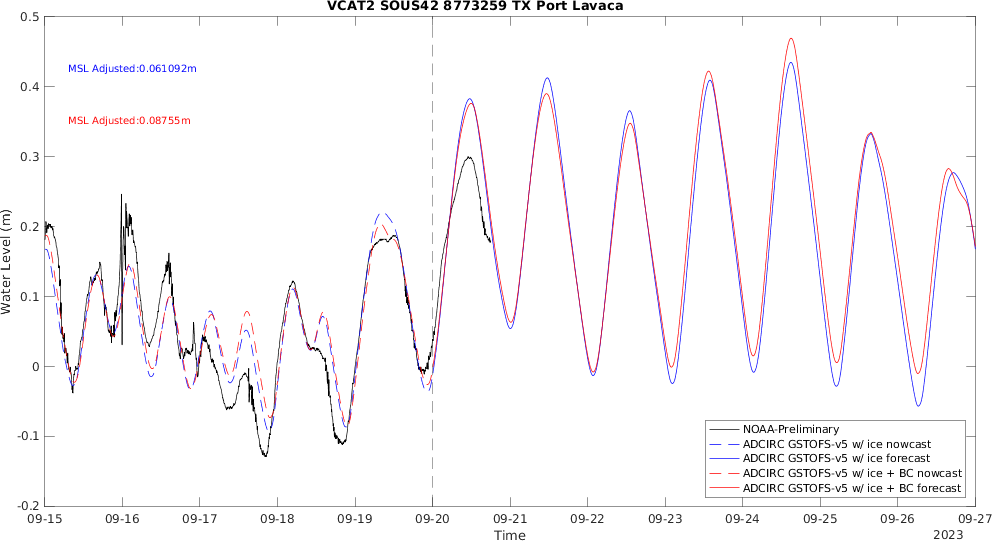 VCAT2 SOUS42 8773259 TX Port Lavaca
MSL Adjusted:0.061092m
MSL Adjusted:0.08755m
Water Level (m)
0.5
0.4
0.3
0.2
0.1
0
-0.1
-0.2
NOAA-Preliminary
ADCIRC GSTOFS-v5 w/ ice nowcast
ADCIRC GSTOFS-v5 w/ ice forecast
ADCIRC GSTOFS-v5 w/ ice + BC nowcast
ADCIRC GSTOFS-v5 w/ ice + BC forecast
09-15 09-16 09-17 09-18 09-19 09-20 09-21 09-22 09-23 09-24 09-25 09-26 09-27
Time
2023